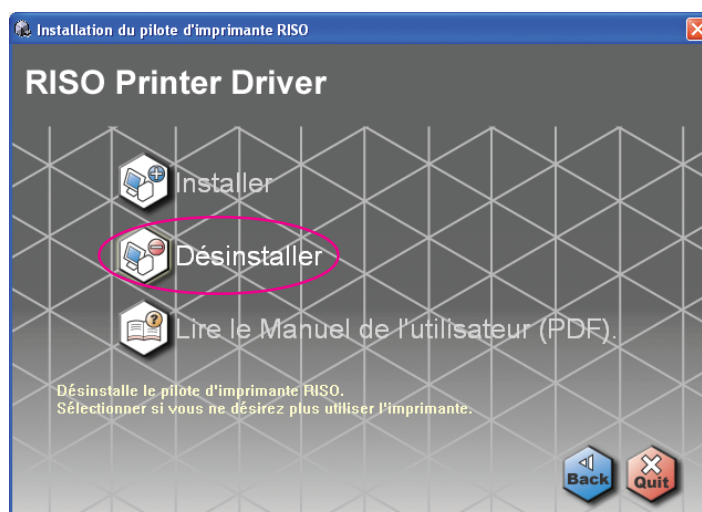 Installation du pilote d'imprimante RISO
RISO Printer Driver
Installer
Désinstaller
Lire le Manuel de l'utilisateur (PDF).
Désinstalle le pilote d'imprimante RISO.
Sélectionner si vous ne désirez plus utiliser l'imprimante.
Back
Quit